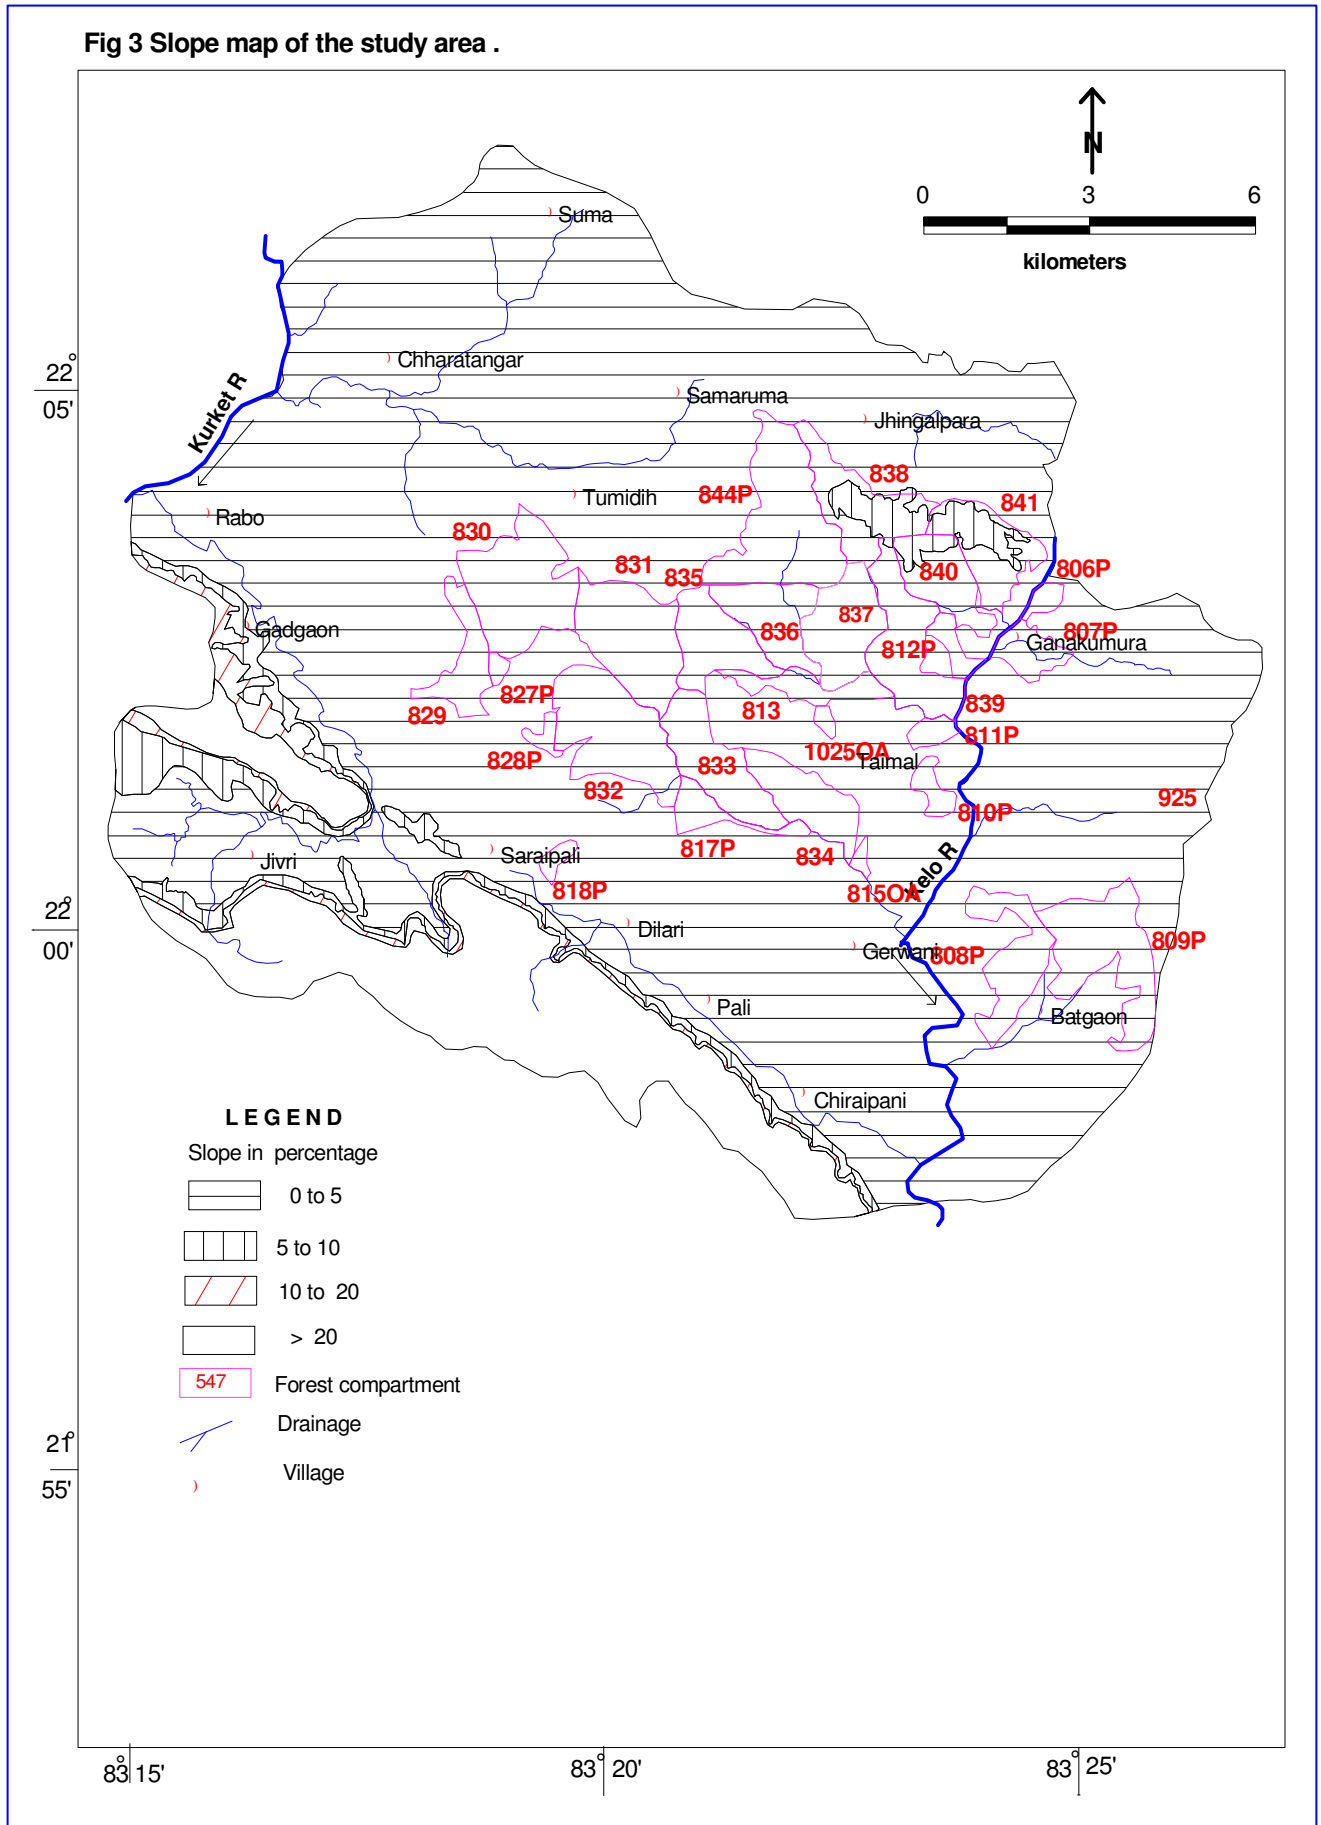 Fig 3 Slope map of the study area .
N
0 3 6
kilometers
Suma
Chharatangar
22°
05'
Kurket R
Samaruma
Jhingalpara
838
844P
841
Tumidih
Rabo
830
831
835
840
806P
837
836
Gadgaon
812P
807P
Ganakumura
827P
829
813
839
811P
1025OA
Taimal
828P
833
832
925
810P
Saraipali
817P
834
Jivri
Kelo R
818P
815OA
22°
00'
Dilari
Gerwani
808P
809P
Pali
Batgaon
Chiraipani
LEGEND
Slope in percentage
0 to 5
5 to 10
10 to 20
> 20
547 Forest compartment
Drainage
Village
21°
55'
83° 15' 83° 20' 83° 25'